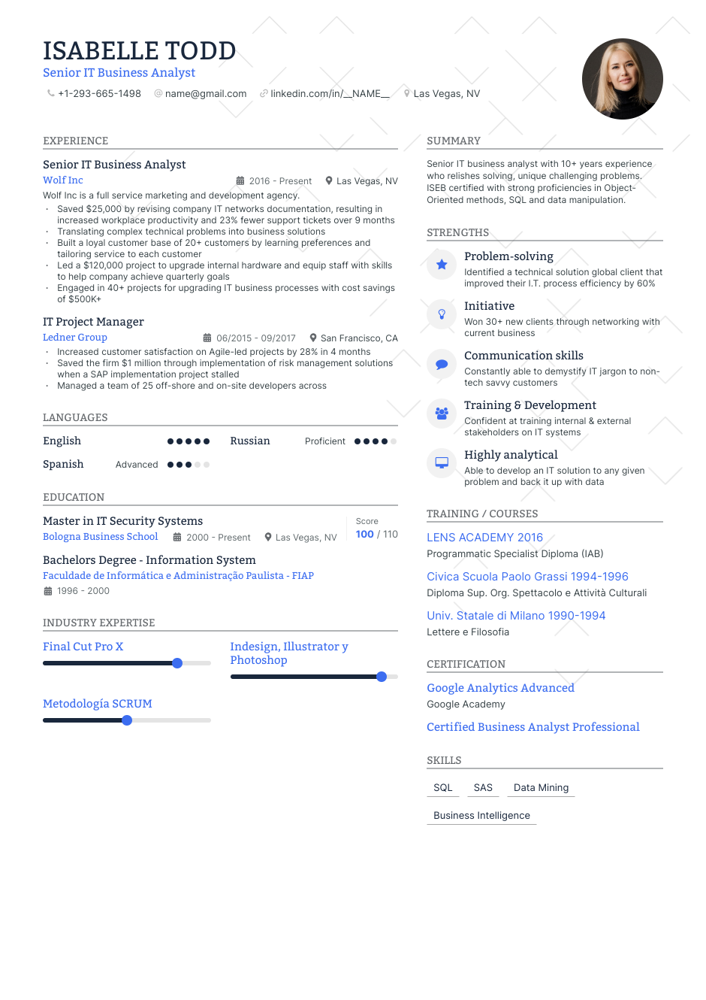 ISABELLE TODD
Senior IT Business Analyst
+1-293-665-1498 name@gmail.com linkedin.com/in/__NAME__ Las Vegas, NV
EXPERIENCE
Senior IT Business Analyst
Wolf Inc 2016 - Present Las Vegas, NV
Wolf Inc is a full service marketing and development agency.
· Saved $25,000 by revising company IT networks documentation, resulting in
increased workplace productivity and 23% fewer support tickets over 9 months
· Translating complex technical problems into business solutions
· Built a loyal customer base of 20+ customers by learning preferences and
tailoring service to each customer
· Led a $120,000 project to upgrade internal hardware and equip staff with skills
to help company achieve quarterly goals
· Engaged in 40+ projects for upgrading IT business processes with cost savings
of $500K+
IT Project Manager
Ledner Group 06/2015 - 09/2017 San Francisco, CA
· Increased customer satisfaction on Agile-led projects by 28% in 4 months
· Saved the firm $1 million through implementation of risk management solutions
when a SAP implementation project stalled
· Managed a team of 25 off-shore and on-site developers across
LANGUAGES
English
Russian Proficient
Spanish Advanced
EDUCATION
Master in IT Security Systems
Bologna Business School 2000 - Present Las Vegas, NV
Score
100 / 110
Bachelors Degree - Information System
Faculdade de Informática e Administração Paulista - FIAP
1996 - 2000
INDUSTRY EXPERTISE
Final Cut Pro X
Indesign, Illustrator y
Photoshop
Metodología SCRUM
SUMMARY
Senior IT business analyst with 10+ years experience
who relishes solving, unique challenging problems.
ISEB certified with strong proficiencies in Object-
Oriented methods, SQL and data manipulation.
STRENGTHS
Problem-solving
Identified a technical solution global client that
improved their I.T. process efficiency by 60%
Initiative
Won 30+ new clients through networking with
current business
Communication skills
Constantly able to demystify IT jargon to non-
tech savvy customers
Training & Development
Confident at training internal & external
stakeholders on IT systems
Highly analytical
Able to develop an IT solution to any given
problem and back it up with data
TRAINING / COURSES
LENS ACADEMY 2016
Programmatic Specialist Diploma (IAB)
Civica Scuola Paolo Grassi 1994-1996
Diploma Sup. Org. Spettacolo e Attività Culturali
Univ. Statale di Milano 1990-1994
Lettere e Filosofia
CERTIFICATION
Google Analytics Advanced
Google Academy
Certified Business Analyst Professional
SKILLS
SQL SAS Data Mining
Business Intelligence